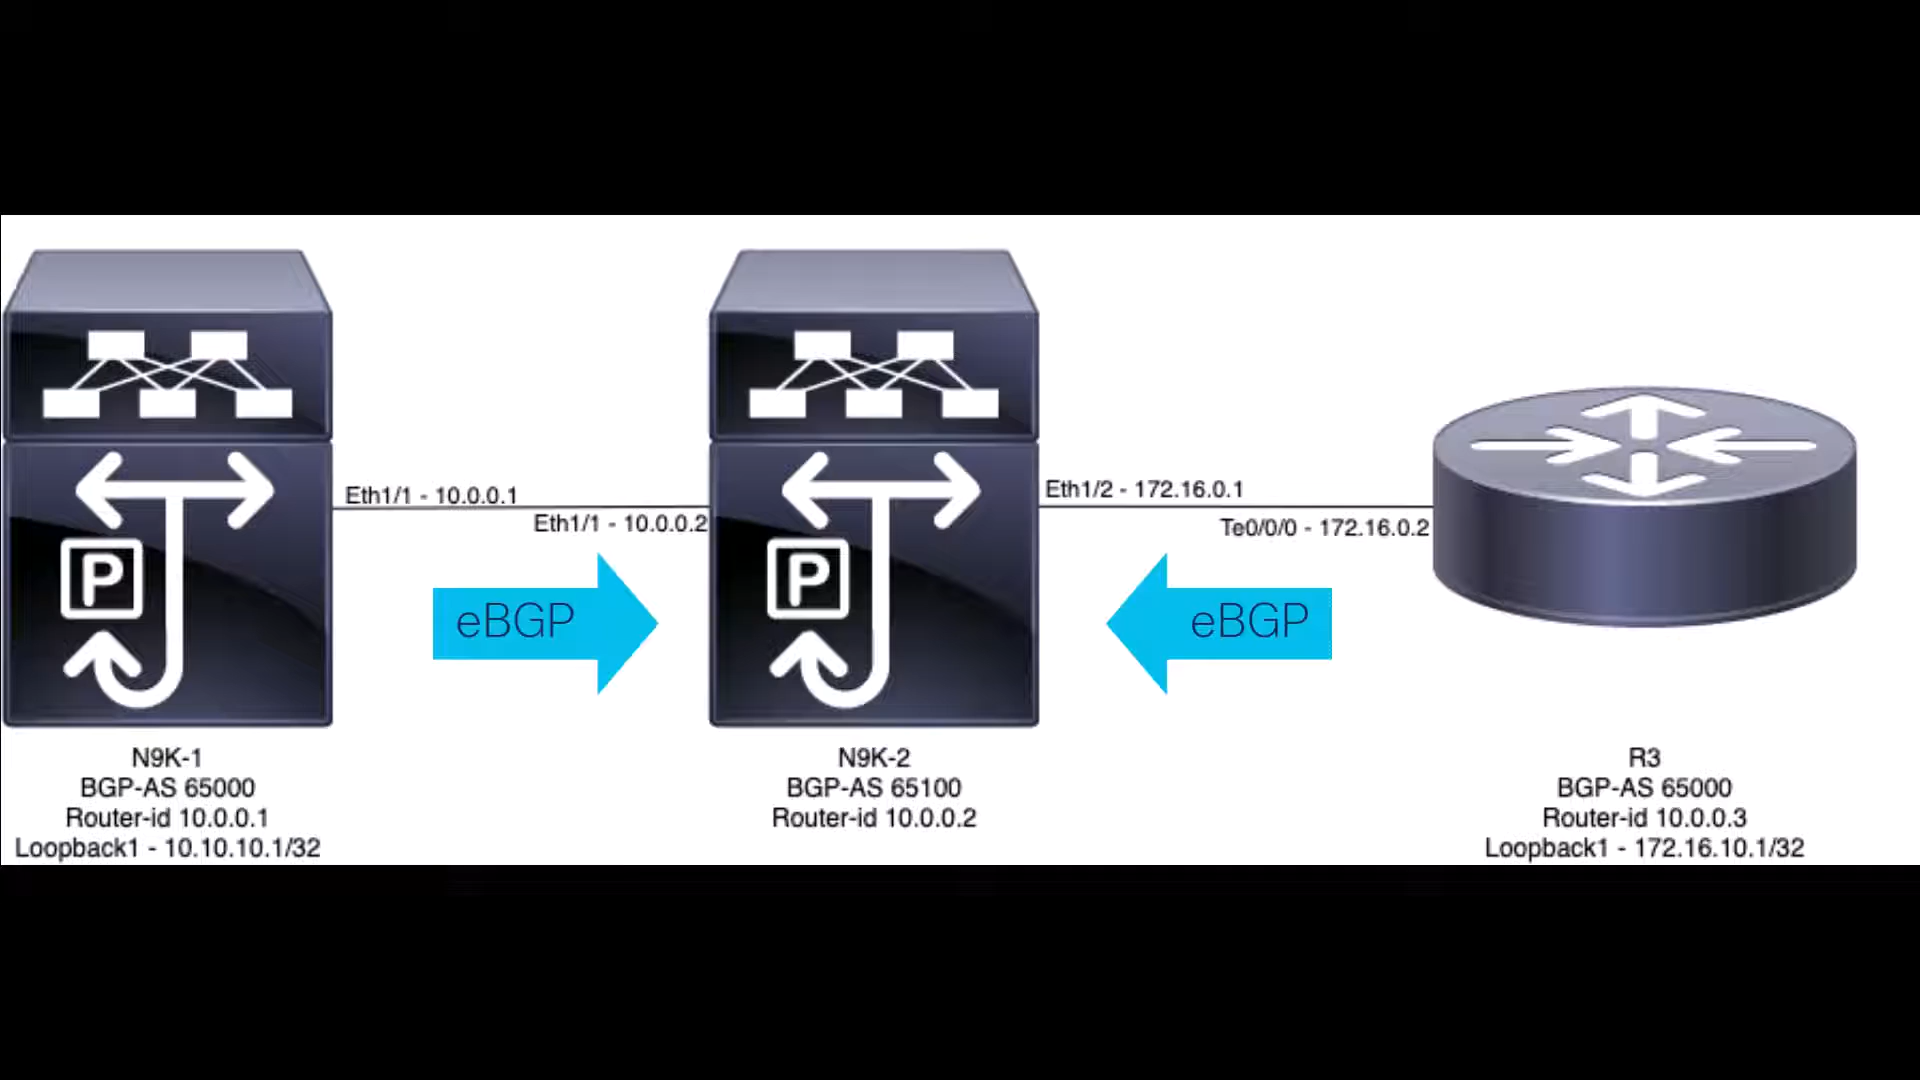 Eth1/1 - 10.0.0.1
Eth1/1 - 10.0.0.2
Eth1/2 - 172.16.0.1
Te0/0/0 - 172.16.0.2
P
P
eBGP
eBGP
N9K-1
BGP-AS 65000
Router-id 10.0.0.1
Loopback1 - 10.10.10.1/32
N9K-2
BGP-AS 65100
Router-id 10.0.0.2
R3
BGP-AS 65000
Router-id 10.0.0.3
Loopback1 - 172.16.10.1/32